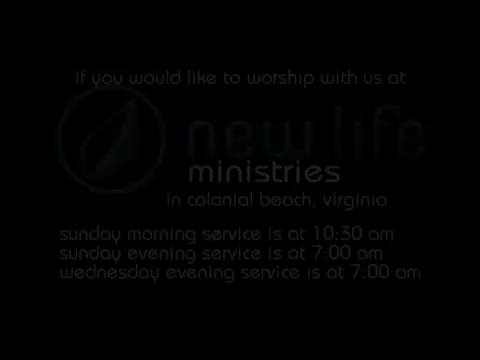 if you would like to worship with us at
new life
ministries
in colonial beach, virginia
sunday morning service is at 10:30 am
sunday evening service is at 7:00 am
wednesday evening service is at 7:00 am